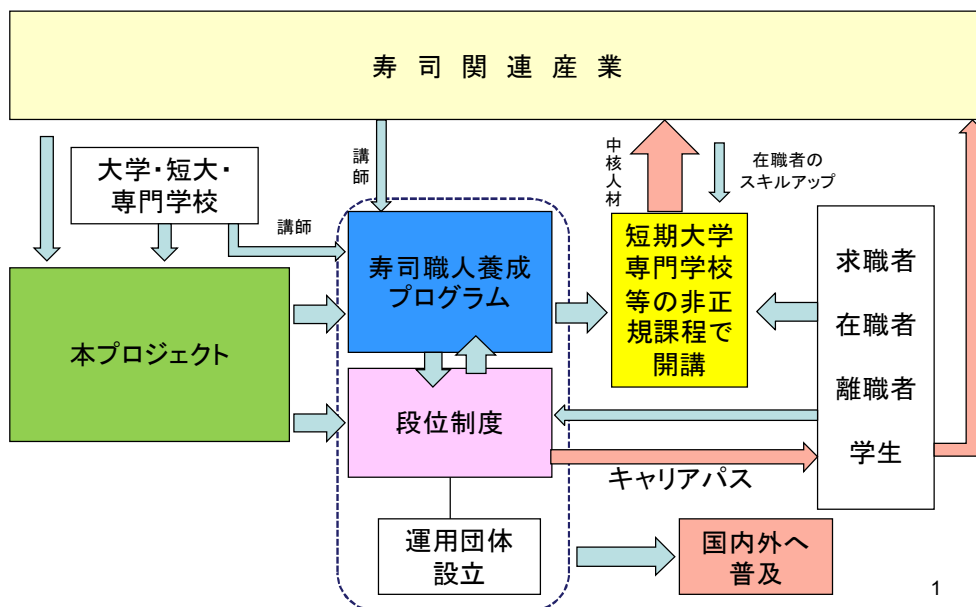 寿司関連産業
大学・短大・
専門学校
講師
講師
中核人材
在職者の
スキルアップ
本プロジェクト
寿司職人養成
プログラム
短期大学
専門学校
等の非正
規課程で
開講
求職者
在職者
離職者
学生
段位制度
キャリアパス
運用団体
設立
国内外へ
普及
1